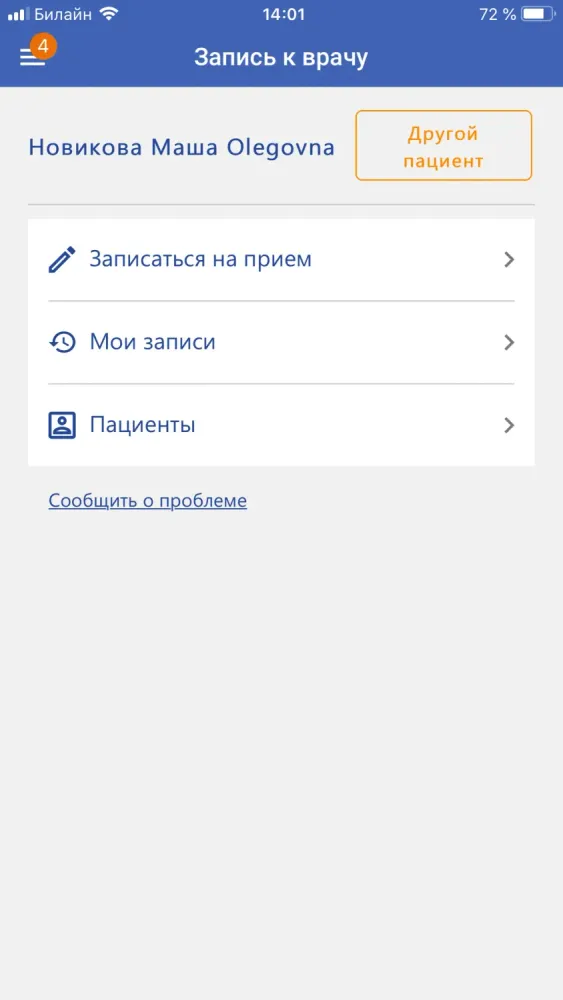 Билайн 14:01 72 %
4
Запись к врачу
Новикова Маша Olegovna
Другой
пациент
Записаться на прием
Мои записи
Пациенты
Сообщить о проблеме